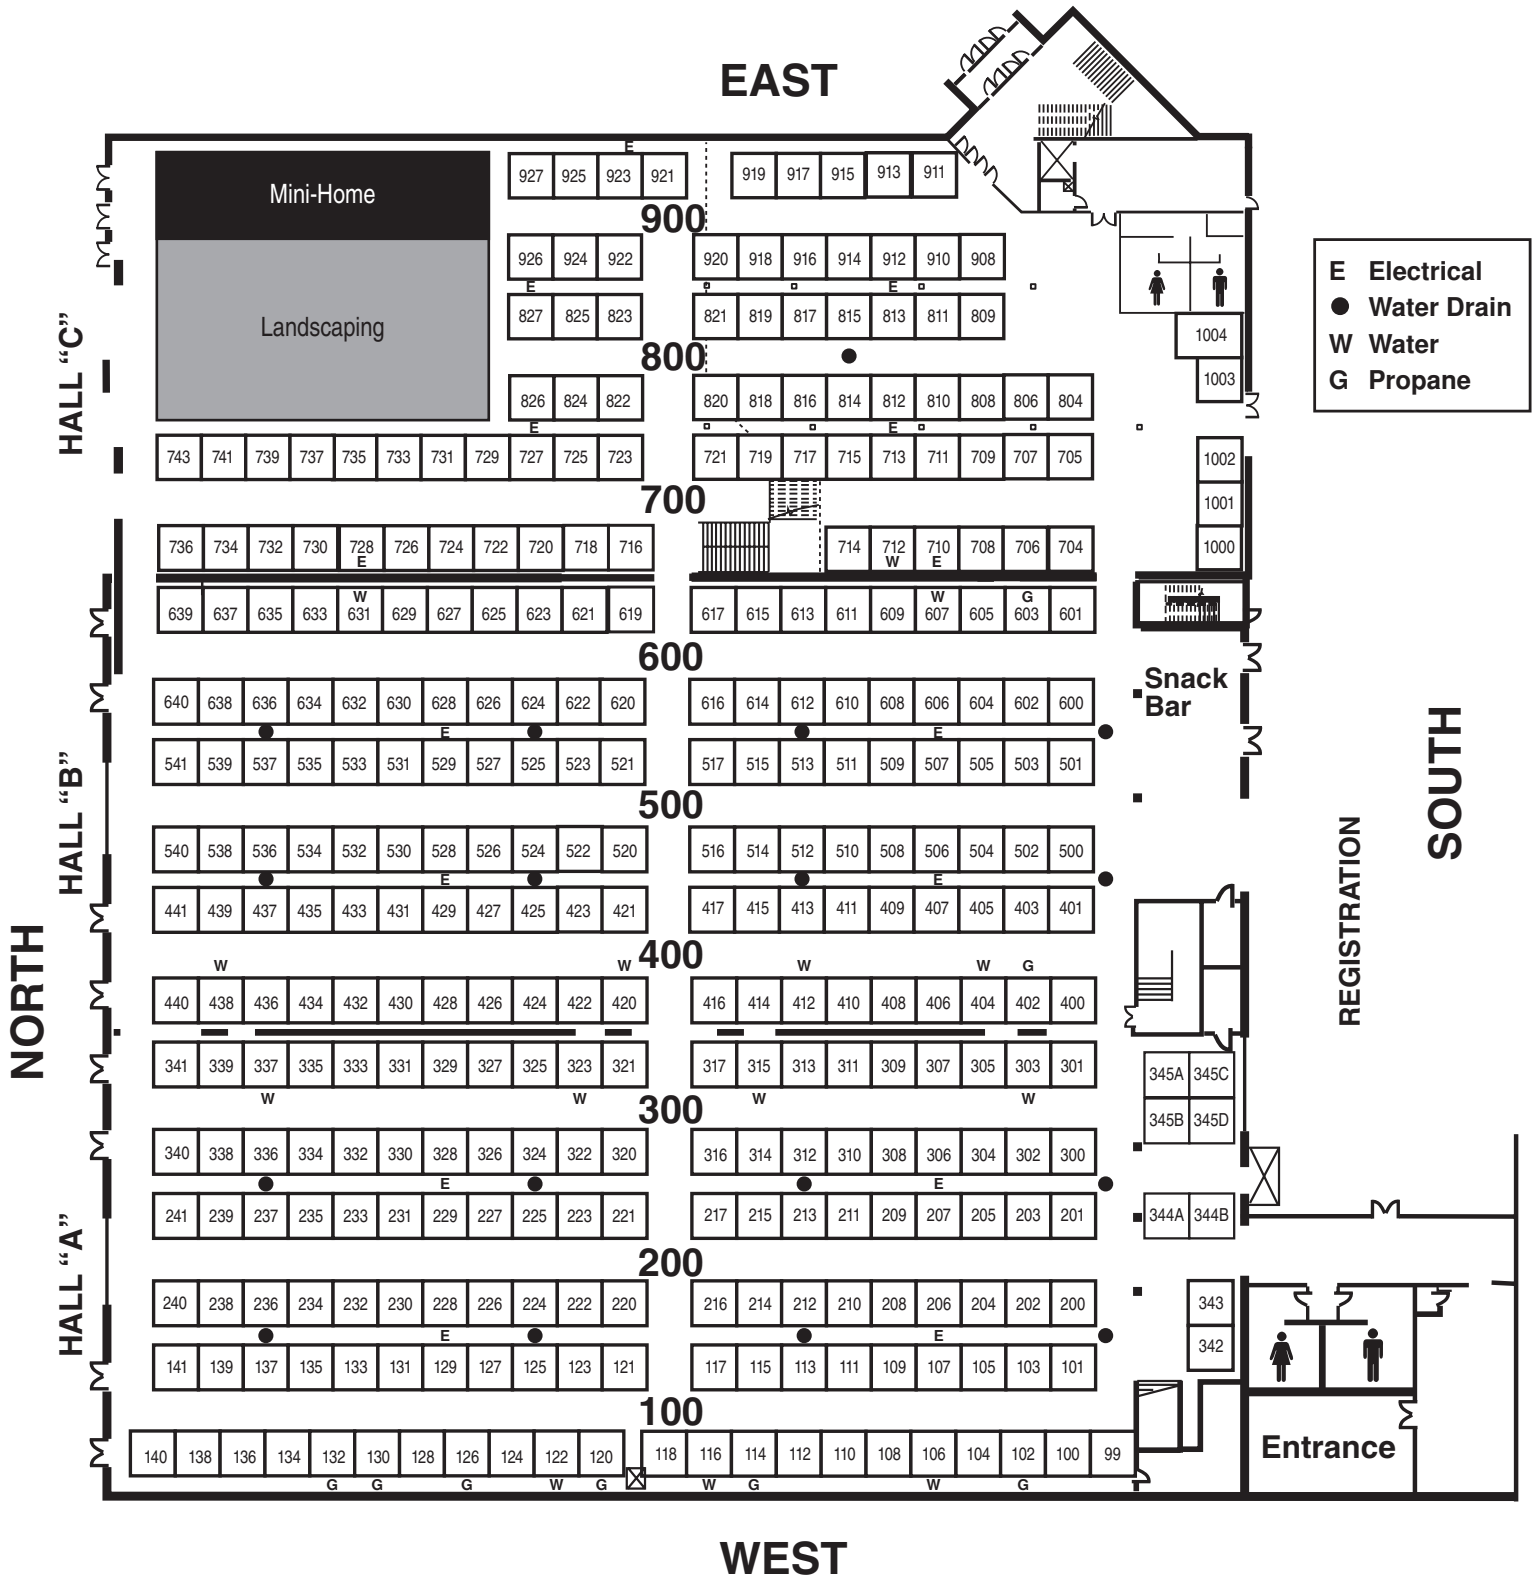 EAST
E
Mini-Home
927 925 923 921 919 917 915 913 911
900
926 924 922 920 918 916 914 912 910 908
E Electrical
E E
Landscaping
Water Drain
827 825 823 821 819 817 815 813 811 809
1004
W Water
HALL "C"
800
G Propane
1003
826 824 822 820 818 816 814 812 810 808 806 804
E E
743 741 739 737 735 733 731 729 727 725 723 721 719 717 715 713 711 709 707 705
1002
700
1001
736 734 732 730 728 726 724 722 720 718 716 714 712 710 708 706 704
1000
E W E
W W G
639 637 635 633 631 629 627 625 623 621 619 617 615 613 611 609 607 605 603 601
600
Snack
Bar
640 638 636 634 632 630 628 626 624 622 620 616 614 612 610 608 606 604 602 600
E E
541 539 537 535 533 531 529 527 525 523 521 517 515 513 511 509 507 505 503 501
SOUTH
HALL "B"
500
540 538 536 534 532 530 528 526 524 522 520 516 514 512 510 508 506 504 502 500
E E
441 439 437 435 433 431 429 427 425 423 421 417 415 413 411 409 407 405 403 401
REGISTRATION
400
W W W W G
NORTH
440 438 436 434 432 430 428 426 424 422 420 416 414 412 410 408 406 404 402 400
341 339 337 335 333 331 329 327 325 323 321 317 315 313 311 309 307 305 303 301
345A 345C
W W W W
300
345B 345D
340 338 336 334 332 330 328 326 324 322 320 316 314 312 310 308 306 304 302 300
E E
241 239 237 235 233 231 229 227 225 223 221 217 215 213 211 209 207 205 203 201
344A 344B
HALL "A"
200
240 238 236 234 232 230 228 226 224 222 220 216 214 212 210 208 206 204 202 200
343
E E
342
141 139 137 135 133 131 129 127 125 123 121 117 115 113 111 109 107 105 103 101
100
140 138 136 134 132 130 128 126 124 122 120 118 116 114 112 110 108 106 104 102 100 99
Entrance
G G G W G W G W G
WEST